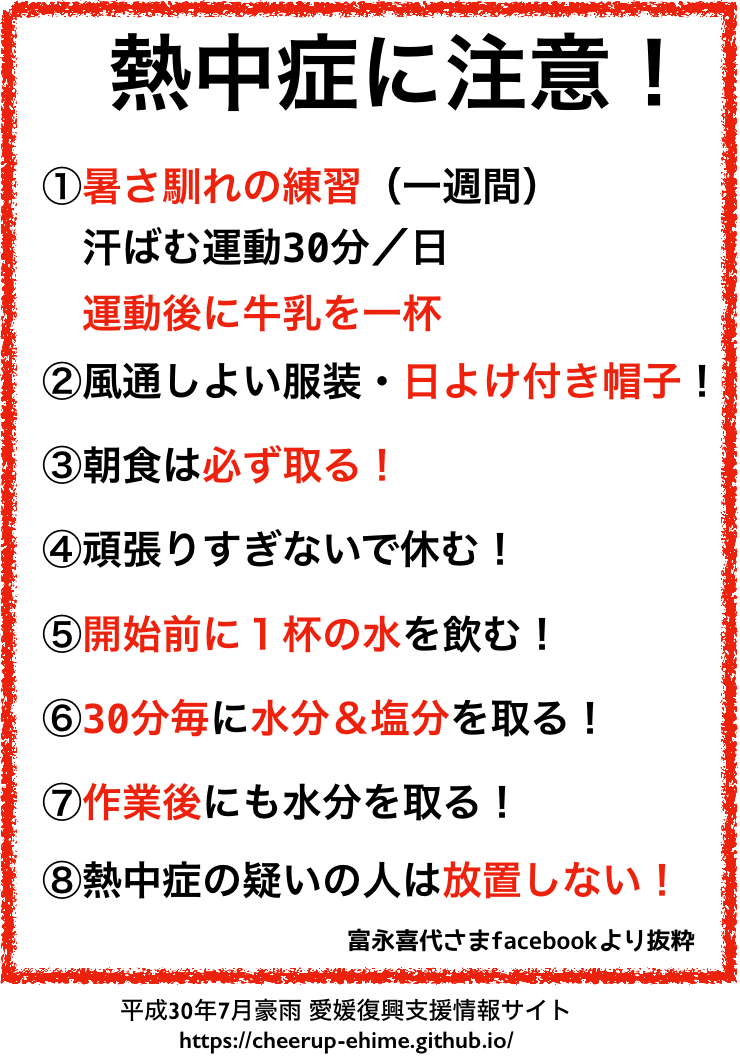 熱中症に注意！
①暑さ馴れの練習（一週間）
汗ばむ運動30分／日
運動後に牛乳を一杯
②風通しよい服装・日よけ付き帽子！
③朝食は必ず取る！
④頑張りすぎないで休む！
⑤開始前に１杯の水を飲む！
⑥30分毎に水分＆塩分を取る！
⑦作業後にも水分を取る！
⑧熱中症の疑いの人は放置しない！
富永喜代さまfacebookより抜粋
平成30年7月豪雨 愛媛復興支援情報サイト
https://cheerup-ehime.github.io/